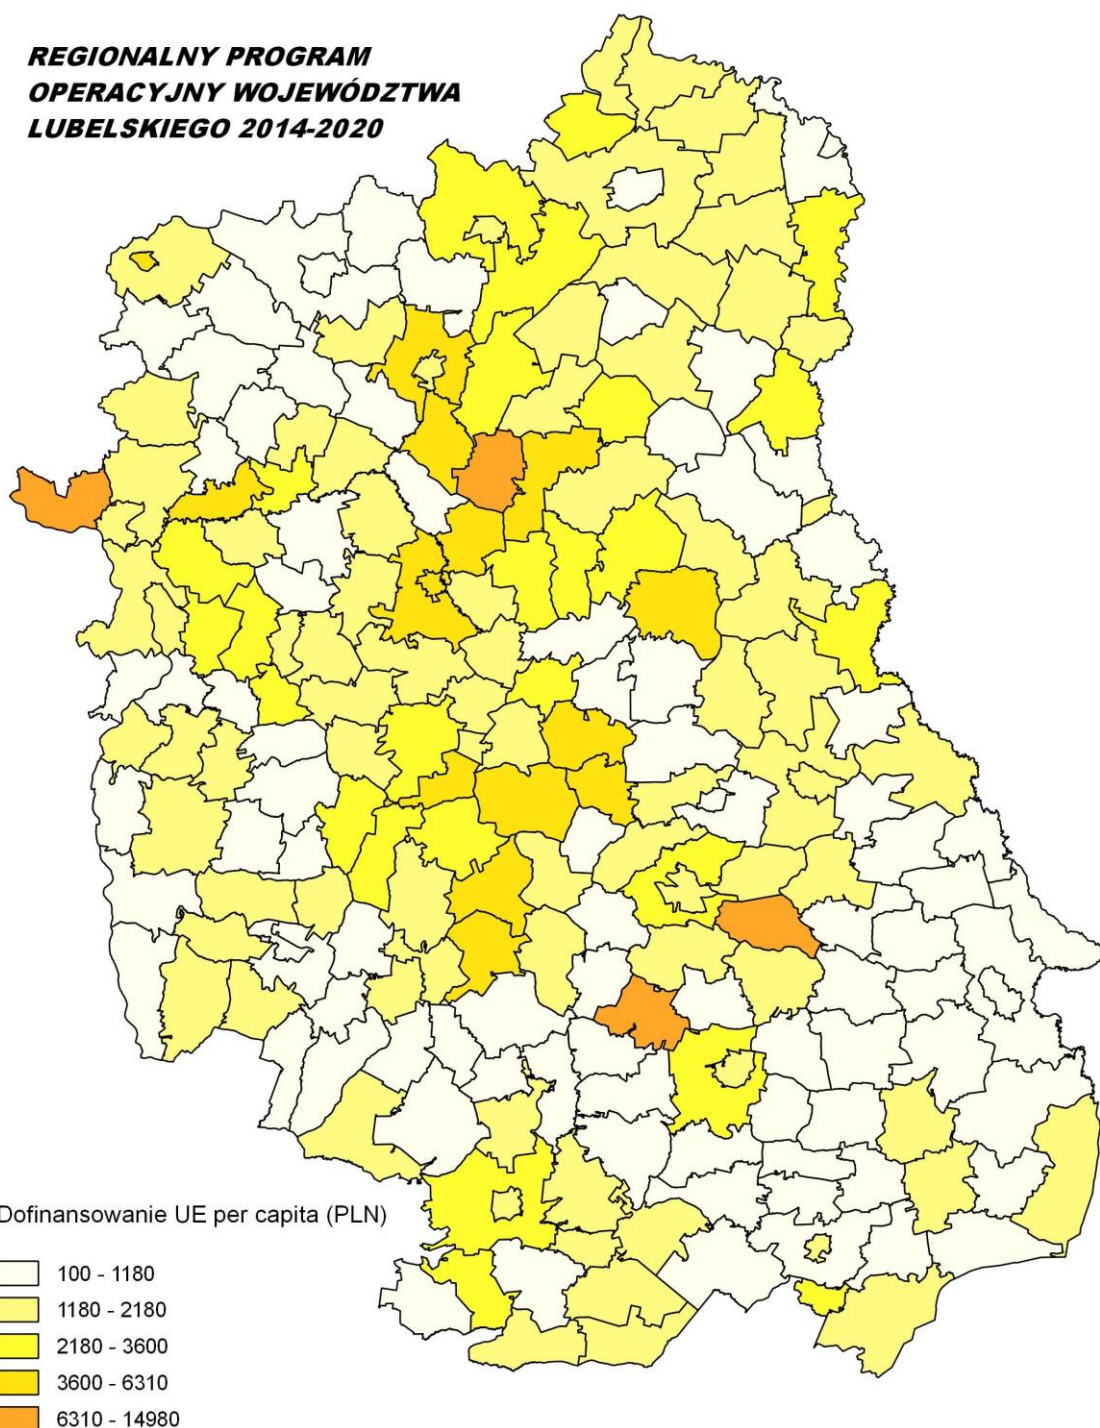 REGIONALNY PROGRAM
OPERACYJNY WOJEWÓDZTWA
LUBELSKIEGO 2014-2020
Dofinansowanie UE per capita (PLN)
100 - 1180
1180 - 2180
2180 - 3600
3600 - 6310
6310 - 14980